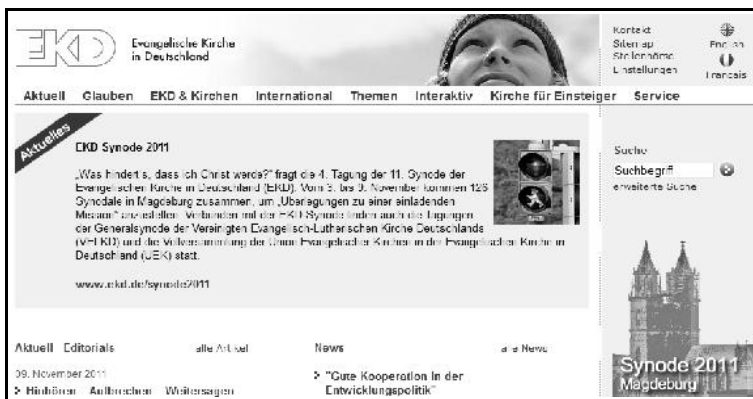 EKD
Evangelische Kirche
in Deutschland
Kontakt
Sitemap
Stellenbörse
Einstellungen
English
Francais
Aktuell Glauben EKD & Kirchen International Themen Interaktiv Kirche für Einsteiger Service
Aktuelles
EKD Synode 2011
„Was hindert's, dass ich Christ werde?" fragt die 4. Tagung der 11. Synode der
Evangelischen Kirche in Deutschland (EKD). Vom 3. bis 9. November kommen 126
Synodale in Magdeburg zusammen, um „Überlegungen zu einer einladenden
Mission" anzustellen. Verbunden mit der EKD-Synode finden auch die Tagungen
der Generalsynode der Vereinigten Evangelisch-Lutherischen Kirche Deutschlands
(VELKD) und die Vollversammlung der Union Evangelischer Kirchen in der Evangelischen Kirche in
Deutschland (UEK) statt.
www.ekd.de/synode2011
Suche
Suchbegriff
erweiterte Suche
Synode 2011
Magdeburg
Aktuell Editorials alle Artikel
09. November 2011
Hinhören Aufbrechen Weitersagen
News alle News
"Gute Kooperation in der
Entwicklungspolitik"